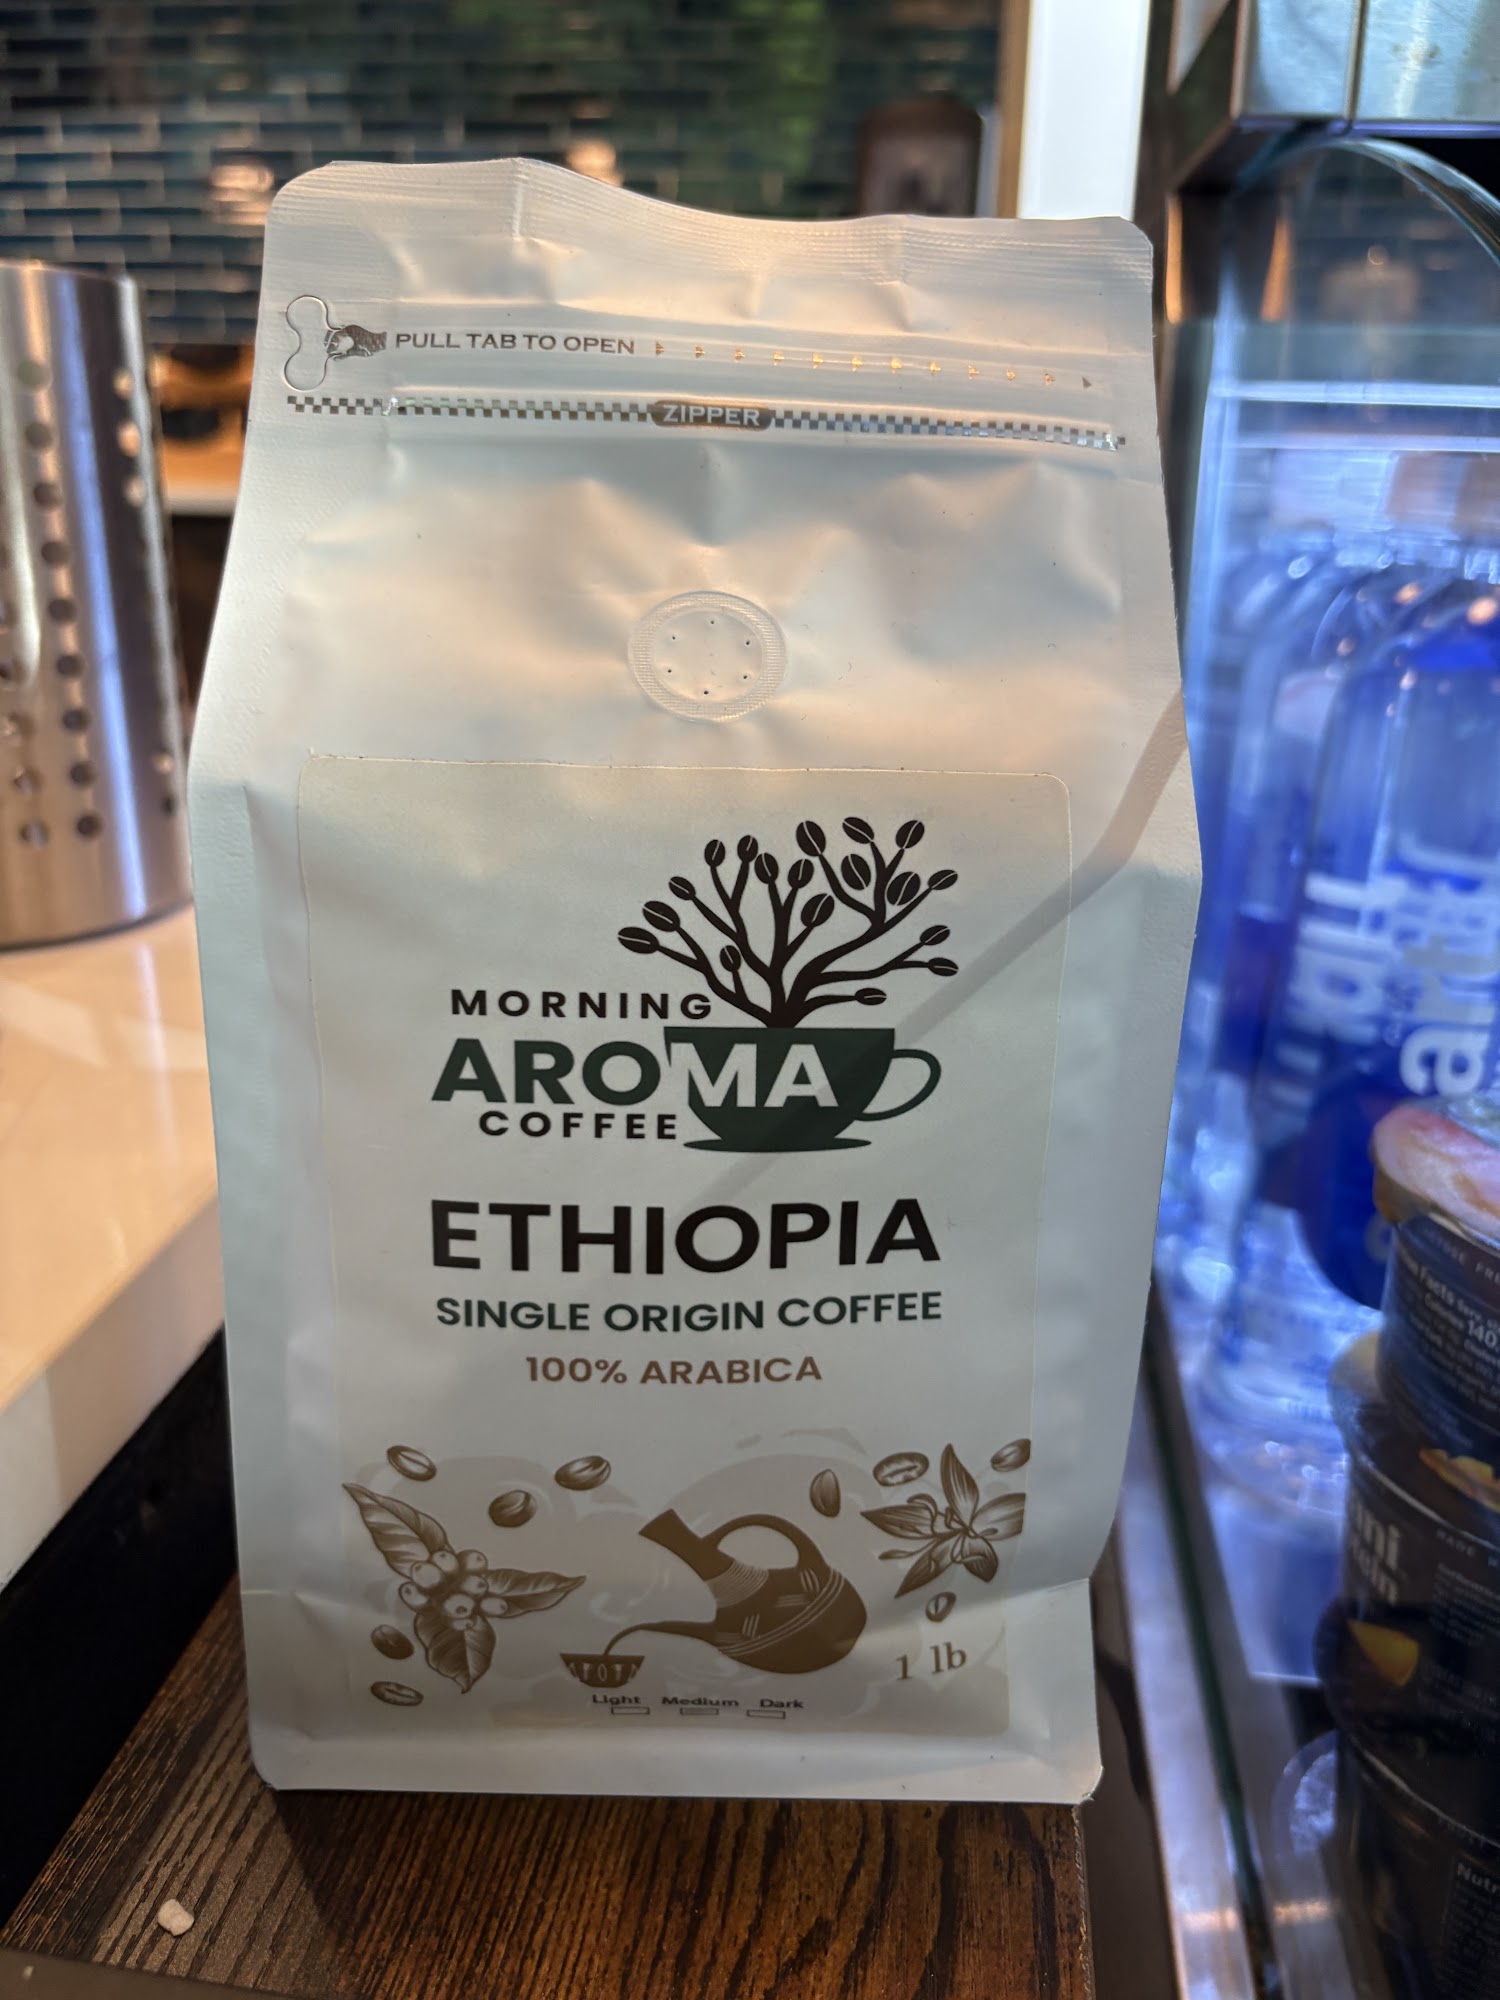 PULL TAB TO OPEN
ZIPPER
MORNING
AROMA
COFFEE
ETHIOPIA
SINGLE ORIGIN COFFEE
100% ARABICA
1 lb
Light Medium Dark